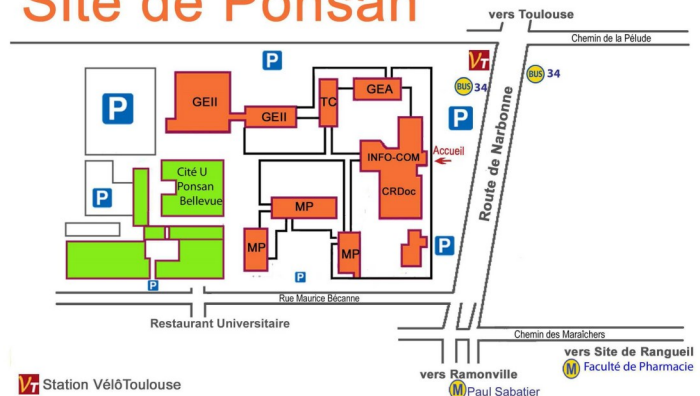 Site de Ponsan
vers Toulouse
Chemin de la Pélude
P
VT
BUS 34
BUS 34
GEII
GEII
TC
GEA
P
P
INFO-COM
Accueil
CRDoc
Route de Narbonne
Cité U
Ponsan
Bellevue
P
MP
MP
MP
P
P
P
Rue Maurice Bécanne
Restaurant Universitaire
Chemin des Maraîchers
vers Site de Rangueil
M Faculté de Pharmacie
vers Ramonville
M Paul Sabatier
VT Station VélôToulouse